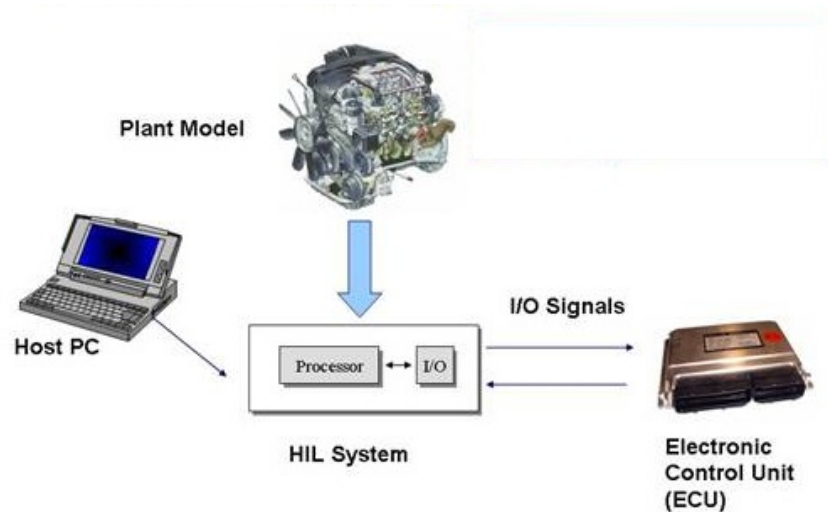 Plant Model
I/O Signals
Host PC
Processor
I/O
HIL System
Electronic
Control Unit
(ECU)